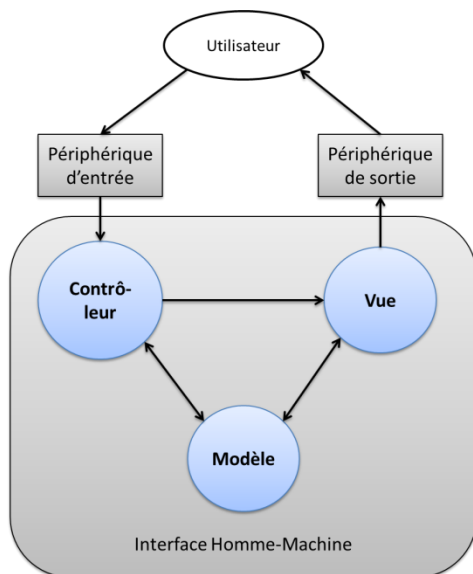 Utilisateur
Périphérique
d'entrée
Périphérique
de sortie
Contrô-
leur
Vue
Modèle
Interface Homme-Machine